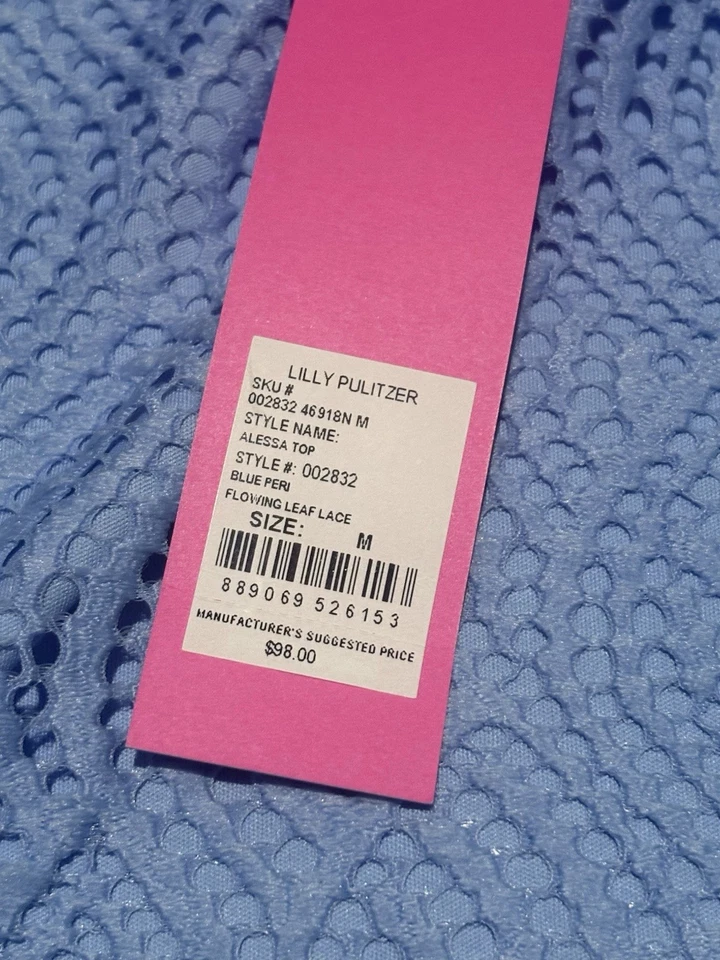 LILLY PULITZER
SKU #
002832 46918N M
STYLE NAME:
ALESSA TOP
STYLE #: 002832
BLUE PERI
FLOWING LEAF LACE
SIZE: M
889069 526153
MANUFACTURER'S SUGGESTED PRICE
$98.00